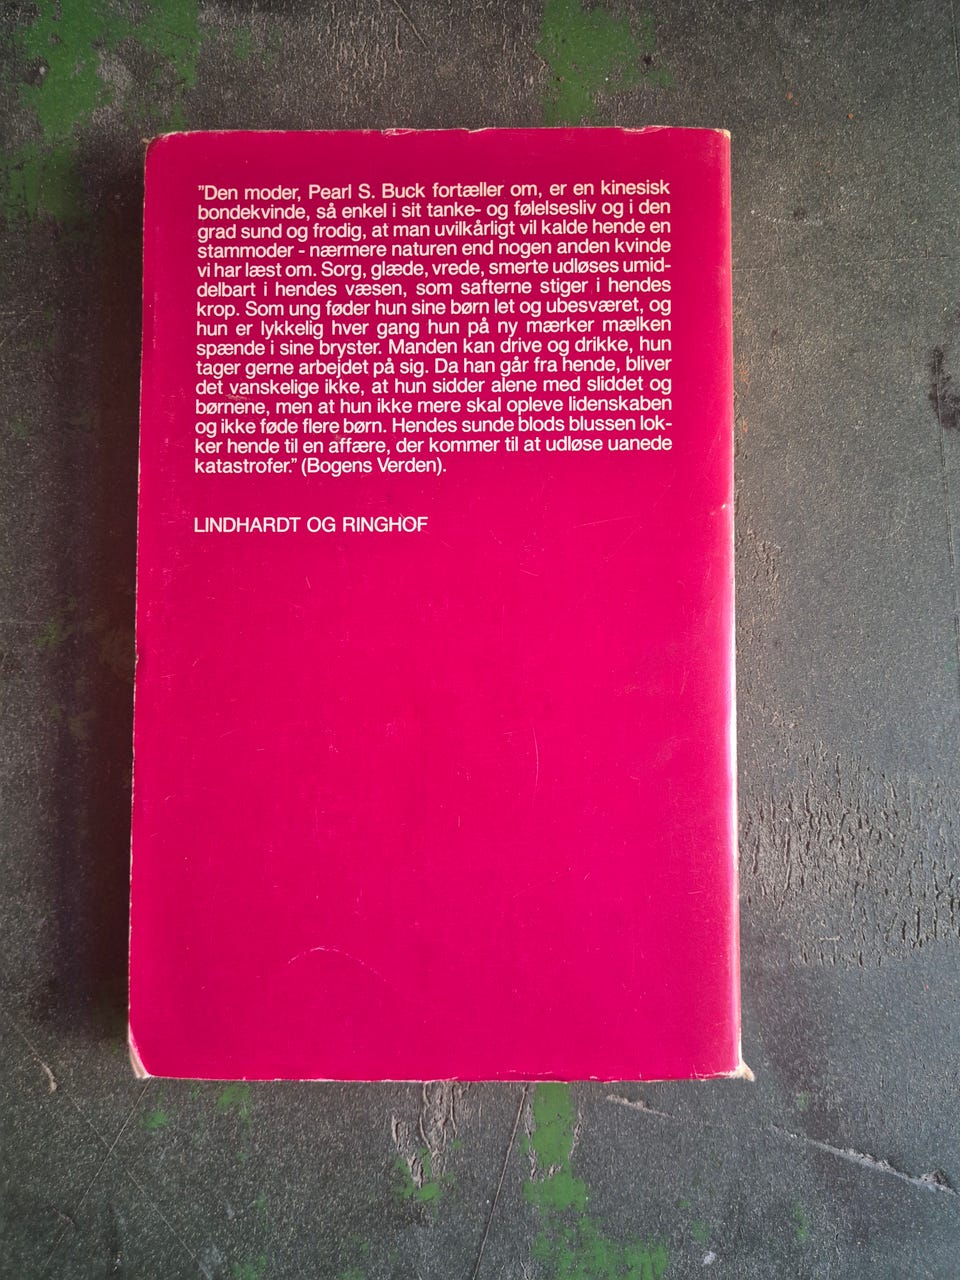 "Den moder, Pearl S. Buck fortæller om, er en kinesisk
bondekvinde, så enkel i sit tanke- og følelsesliv og i den
grad sund og frodig, at man uvilkårligt vil kalde hende en
stammoder - nærmere naturen end nogen anden kvinde
vi har læst om. Sorg, glæde, vrede, smerte udløses umid-
delbart i hendes væsen, som safterne stiger i hendes
krop. Som ung føder hun sine børn let og ubesværet, og
hun er lykkelig hver gang hun på ny mærker mælken
spænde i sine bryster. Manden kan drive og drikke, hun
tager gerne arbejdet på sig. Da han går fra hende, bliver
det vanskelige ikke, at hun sidder alene med sliddet og
børnene, men at hun ikke mere skal opleve lidenskaben
og ikke føde flere børn. Hendes sunde blods blussen lok-
ker hende til en affære, der kommer til at udløse uanede
katastrofer." (Bogens Verden).
LINDHARDT OG RINGHOF